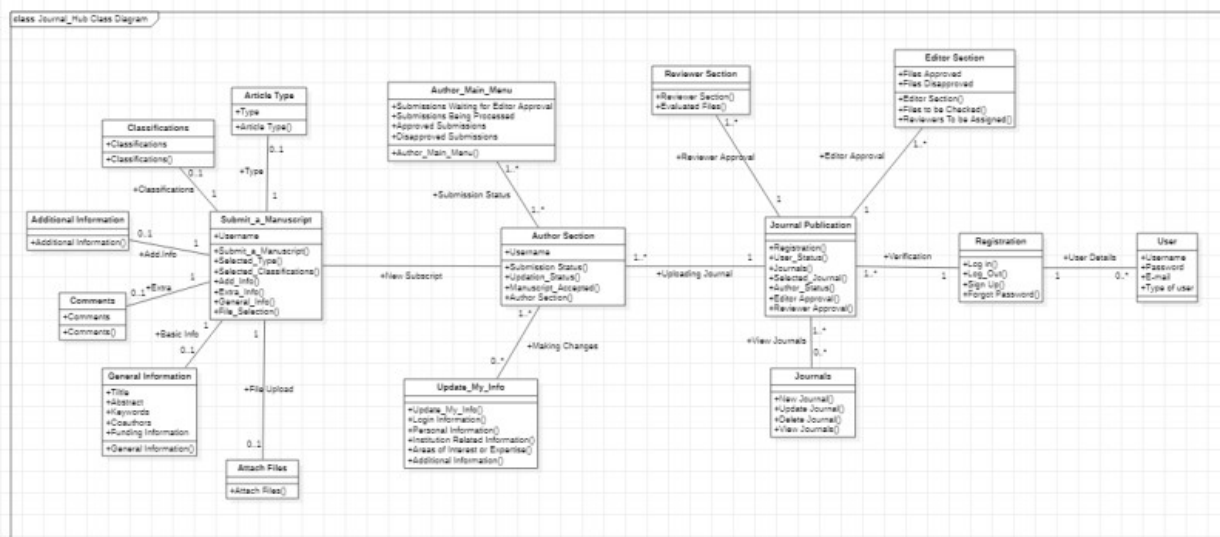 class Journal_Hub Class Diagram
Article Type
+Type
+Article Type()
Classifications
+Classifications
+Classifications()
Author_Main_Menu
+Submissions Waiting for Editor Approval
+Submissions Being Processed
+Approved Submissions
+Disapproved Submissions
+Author_Main_Menu()
Reviewer Section
+Reviewer Section()
+Evaluated Files()
Editor Section
+Files Approved
+Files Disapproved
+Editor Section()
+Files to be Checked()
+Reviewers To be Assigned()
0..1
+Type
1
0..1
+Classifications
1
1..*
+Submission Status
1..*
1..*
+Reviewer Approval
1
1..*
+Editor Approval
1
Additional Information
+Additional Information()
0..1
+Add.Info
1
Submit_a_Manuscript
+Username
+Submit_a_Manuscript()
+Selected_Type()
+Selected_Classifications()
+Add_Info()
+Extra_Info()
+General_Info()
+File_Selection()
+New Subscript
Author Section
+Username
+Submission Status()
+Updation_Status()
+Manuscript_Accepted()
+Author Section()
1..*
+Uploading Journal
1
Journal Publication
+Registration()
+User_Status()
+Journals()
+Selected_Journal()
+Author_Status()
+Editor Approval()
+Reviewer Approval()
+Verification
1..*
1
Registration
+Log in()
+Log_Out()
+Sign Up()
+Forgot Password()
+User Details
1
0..*
User
+Username
+Password
+E-mail
+Type of user
Comments
+Comments
+Comments()
0..1
+Extra
1
1
+Basic Info
0..1
General Information
+Title
+Abstract
+Keywords
+Coauthors
+Funding Information
+General Information()
1
+File Upload
0..1
Attach Files
+Attach Files()
1..*
+Making Changes
0..*
Update_My_Info
+Update_My_Info()
+Login Information()
+Personal Information()
+Institution Related Information()
+Areas of Interest or Expertise()
+Additional Information()
1..*
+View Journals
0..*
Journals
+New Journal()
+Update Journal()
+Delete Journal()
+View Journals()